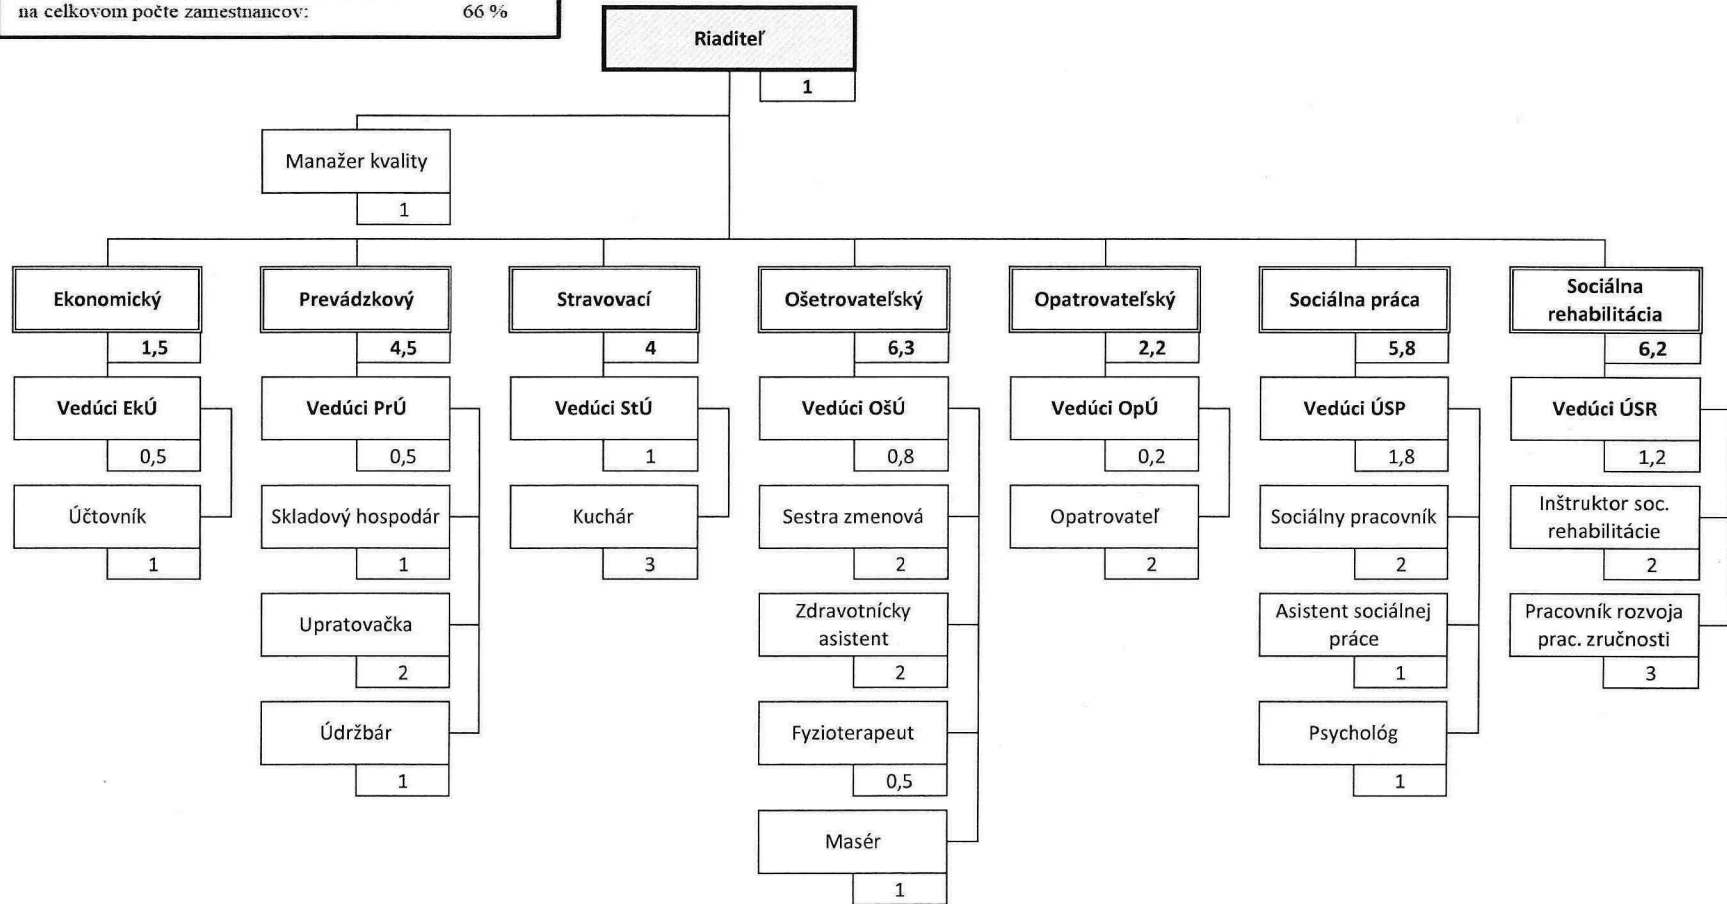 na celkovom počte zamestnancov: 66 %
Riaditeľ
1
Manažer kvality
1
Ekonomický
1,5
Vedúci EkÚ
0,5
Účtovník
1
Prevádzkový
4,5
Vedúci PrÚ
0,5
Skladový hospodár
1
Upratovačka
2
Údržbár
1
Stravovací
4
Vedúci StÚ
1
Kuchár
3
Ošetrovateľský
6,3
Vedúci OšÚ
0,8
Sestra zmenová
2
Zdravotnícky
asistent
2
Fyzioterapeut
0,5
Masér
1
Opatrovateľský
2,2
Vedúci OpÚ
0,2
Opatrovateľ
2
Sociálna práca
5,8
Vedúci ÚSP
1,8
Sociálny pracovník
2
Asistent sociálnej
práce
1
Psychológ
1
Sociálna
rehabilitácia
6,2
Vedúci ÚSR
1,2
Inštruktor soc.
rehabilitácie
2
Pracovník rozvoja
prac. zručnosti
3